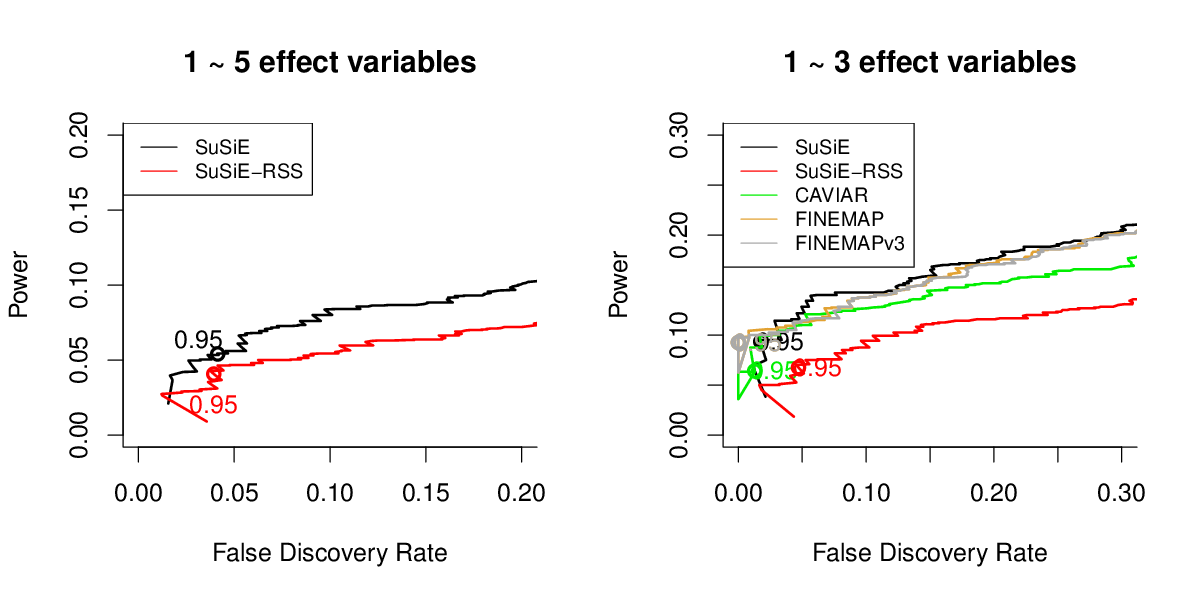 1 ~ 5 effect variables
Power
0.00
0.05
0.10
0.15
0.20
SuSiE
SuSiE−RSS
0.95
0.95
0.00
0.05
0.10
0.15
0.20
False Discovery Rate
1 ~ 3 effect variables
Power
0.00
0.10
0.20
0.30
SuSiE
SuSiE−RSS
CAVIAR
FINEMAP
FINEMAPv3
0.95
0.95
0.95
0.00
0.10
0.20
0.30
False Discovery Rate